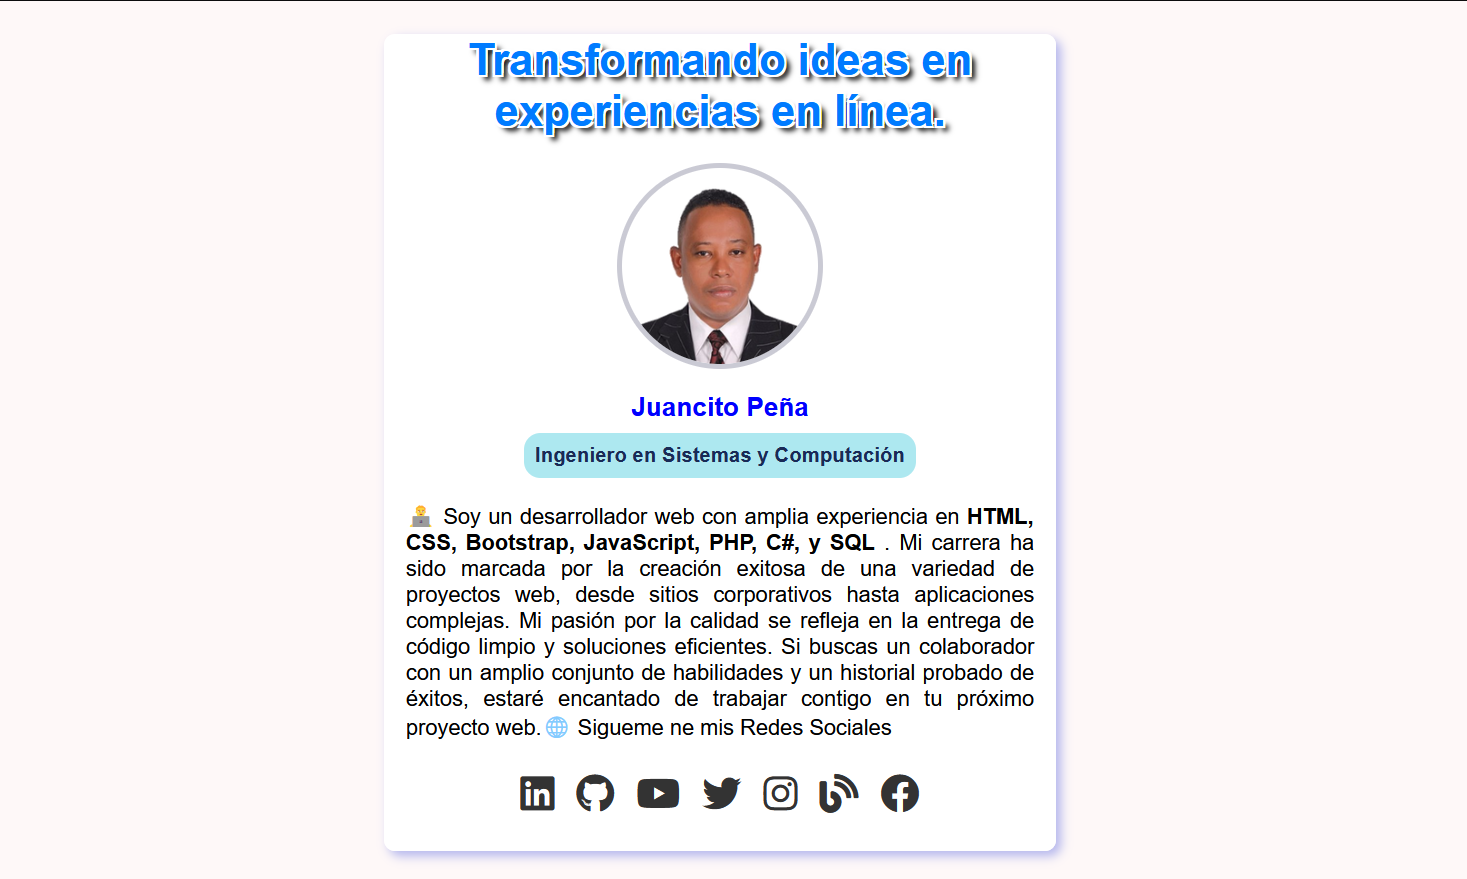 Transformando ideas en
experiencias en línea.
Juancito Peña
Ingeniero en Sistemas y Computación
Soy un desarrollador web con amplia experiencia en HTML,
CSS, Bootstrap, JavaScript, PHP, C#, y SQL . Mi carrera ha
sido marcada por la creación exitosa de una variedad de
proyectos web, desde sitios corporativos hasta aplicaciones
complejas. Mi pasión por la calidad se refleja en la entrega de
código limpio y soluciones eficientes. Si buscas un colaborador
con un amplio conjunto de habilidades y un historial probado de
éxitos, estaré encantado de trabajar contigo en tu próximo
proyecto web. Sigueme ne mis Redes Sociales